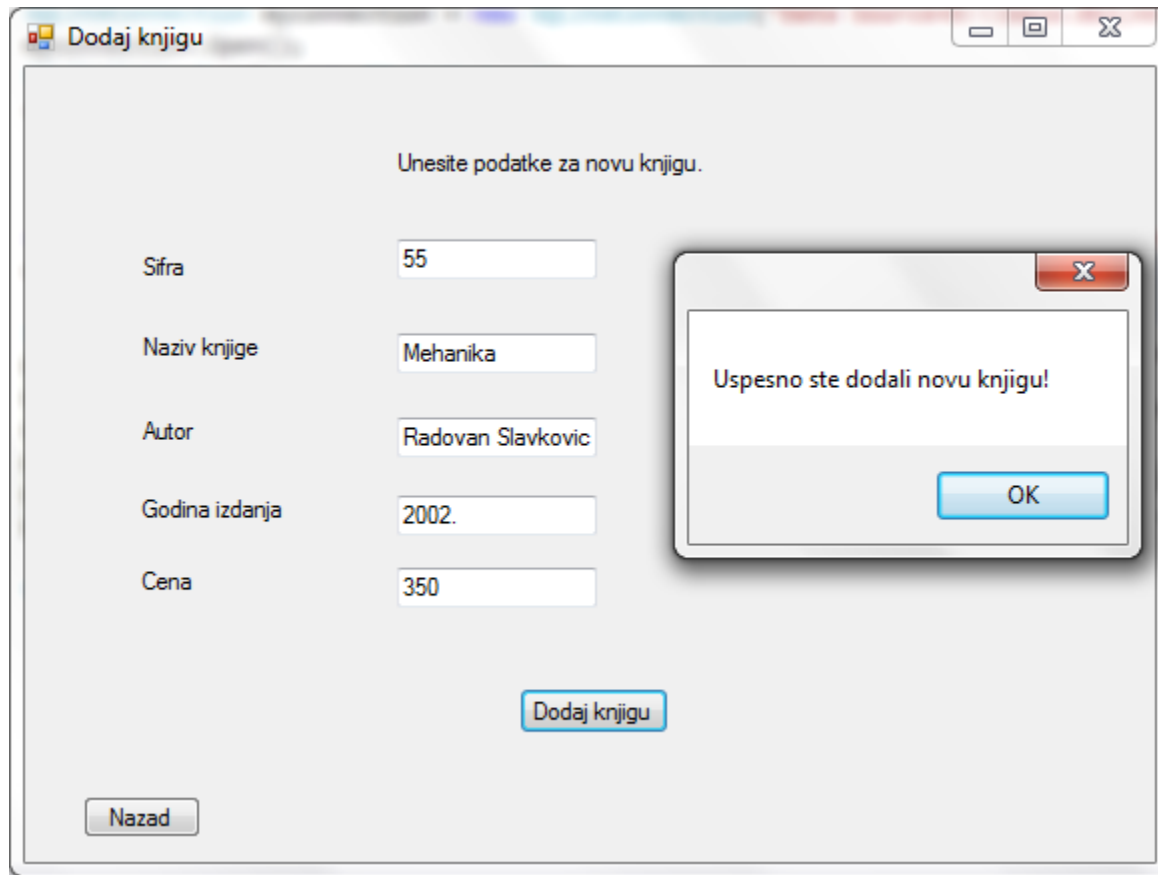 Dodaj knjigu
Unesite podatke za novu knjigu.
Sifra
55
Naziv knjige
Mehanika
Autor
Radovan Slavkovic
Godina izdanja
2002.
Cena
350
Uspesno ste dodali novu knjigu!
OK
Dodaj knjigu
Nazad